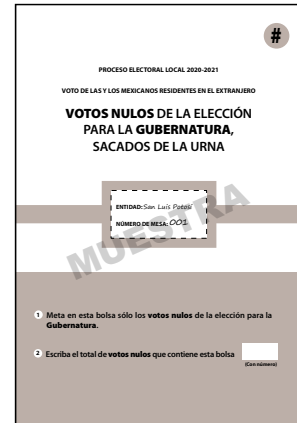 #
PROCESO ELECTORAL LOCAL 2020-2021
VOTO DE LAS Y LOS MEXICANOS RESIDENTES EN EL EXTRANJERO
VOTOS NULOS DE LA ELECCIÓN
PARA LA GUBERNATURA,
SACADOS DE LA URNA
ENTIDAD: San Luis Potosí
NÚMERO DE MESA: 001
MUESTRA
1 Meta en esta bolsa sólo los votos nulos de la elección para la
Gubernatura.
2 Escriba el total de votos nulos que contiene esta bolsa
(Con número)